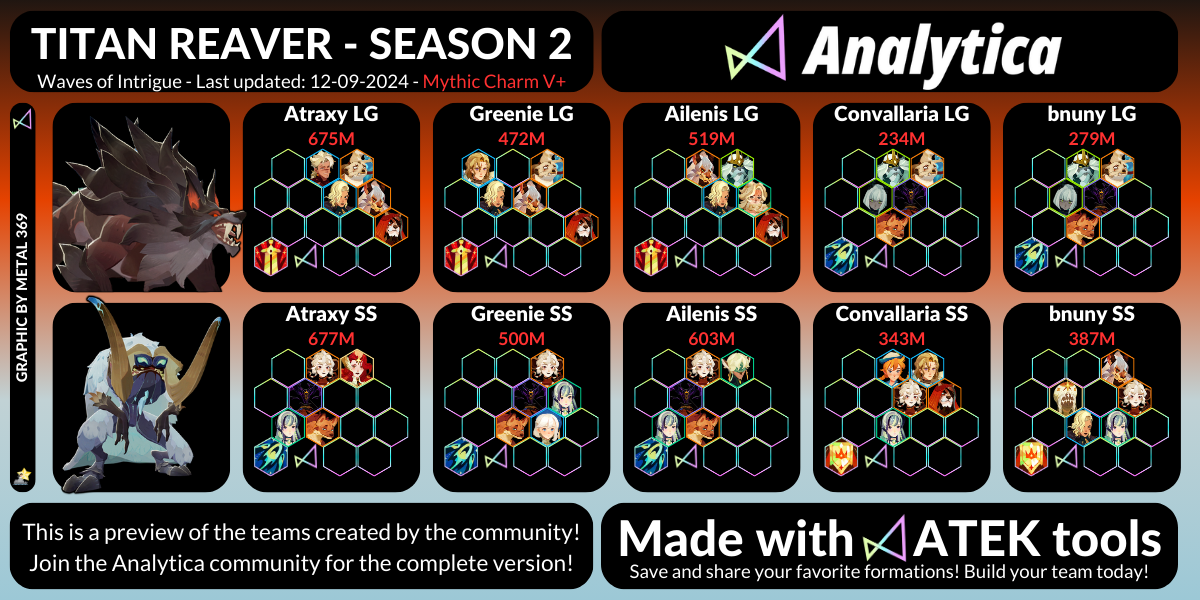 TITAN REAVER - SEASON 2
Waves of Intrigue - Last updated: 12-09-2024 - Mythic Charm V+
Analytica
GRAPHIC BY METAL 369
Atraxy LG
675M
Greenie LG
472M
Ailenis LG
519M
Convallaria LG
234M
bnuny LG
279M
Atraxy SS
677M
Greenie SS
500M
Ailenis SS
603M
Convallaria SS
343M
bnuny SS
387M
This is a preview of the teams created by the community!
Join the Analytica community for the complete version!
Made with ATEK tools
Save and share your favorite formations! Build your team today!